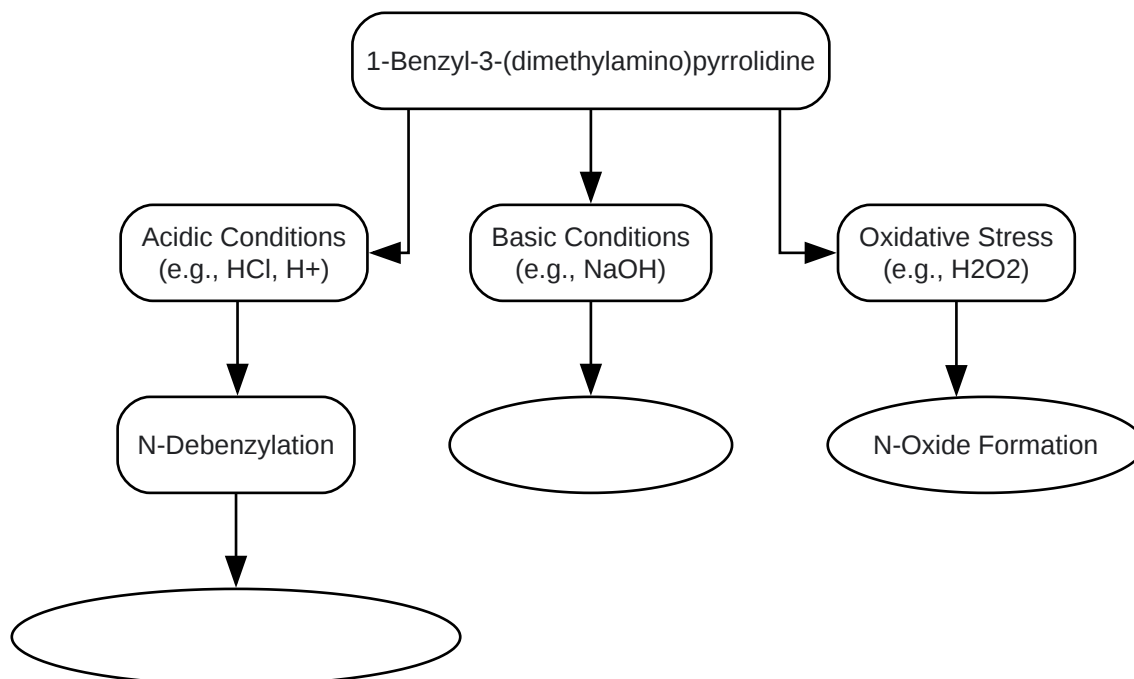 1-Benzyl-3-(dimethylamino)pyrrolidine
Acidic Conditions
(e.g., HCl, H+)
Basic Conditions
(e.g., NaOH)
Oxidative Stress
(e.g., H2O2)
N-Debenzylation
N-Oxide Formation